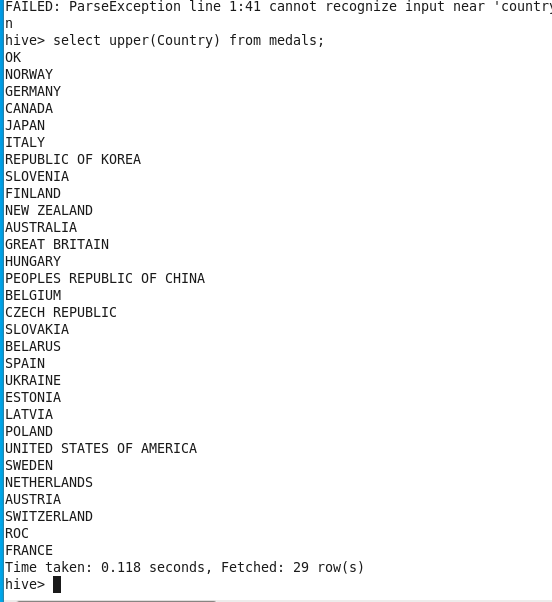 FAILED: ParseException line 1:41 cannot recognize input near 'country
n
hive> select upper(Country) from medals;
OK
NORWAY
GERMANY
CANADA
JAPAN
ITALY
REPUBLIC OF KOREA
SLOVENIA
FINLAND
NEW ZEALAND
AUSTRALIA
GREAT BRITAIN
HUNGARY
PEOPLES REPUBLIC OF CHINA
BELGIUM
CZECH REPUBLIC
SLOVAKIA
BELARUS
SPAIN
UKRAINE
ESTONIA
LATVIA
POLAND
UNITED STATES OF AMERICA
SWEDEN
NETHERLANDS
AUSTRIA
SWITZERLAND
ROC
FRANCE
Time taken: 0.118 seconds, Fetched: 29 row(s)
hive>